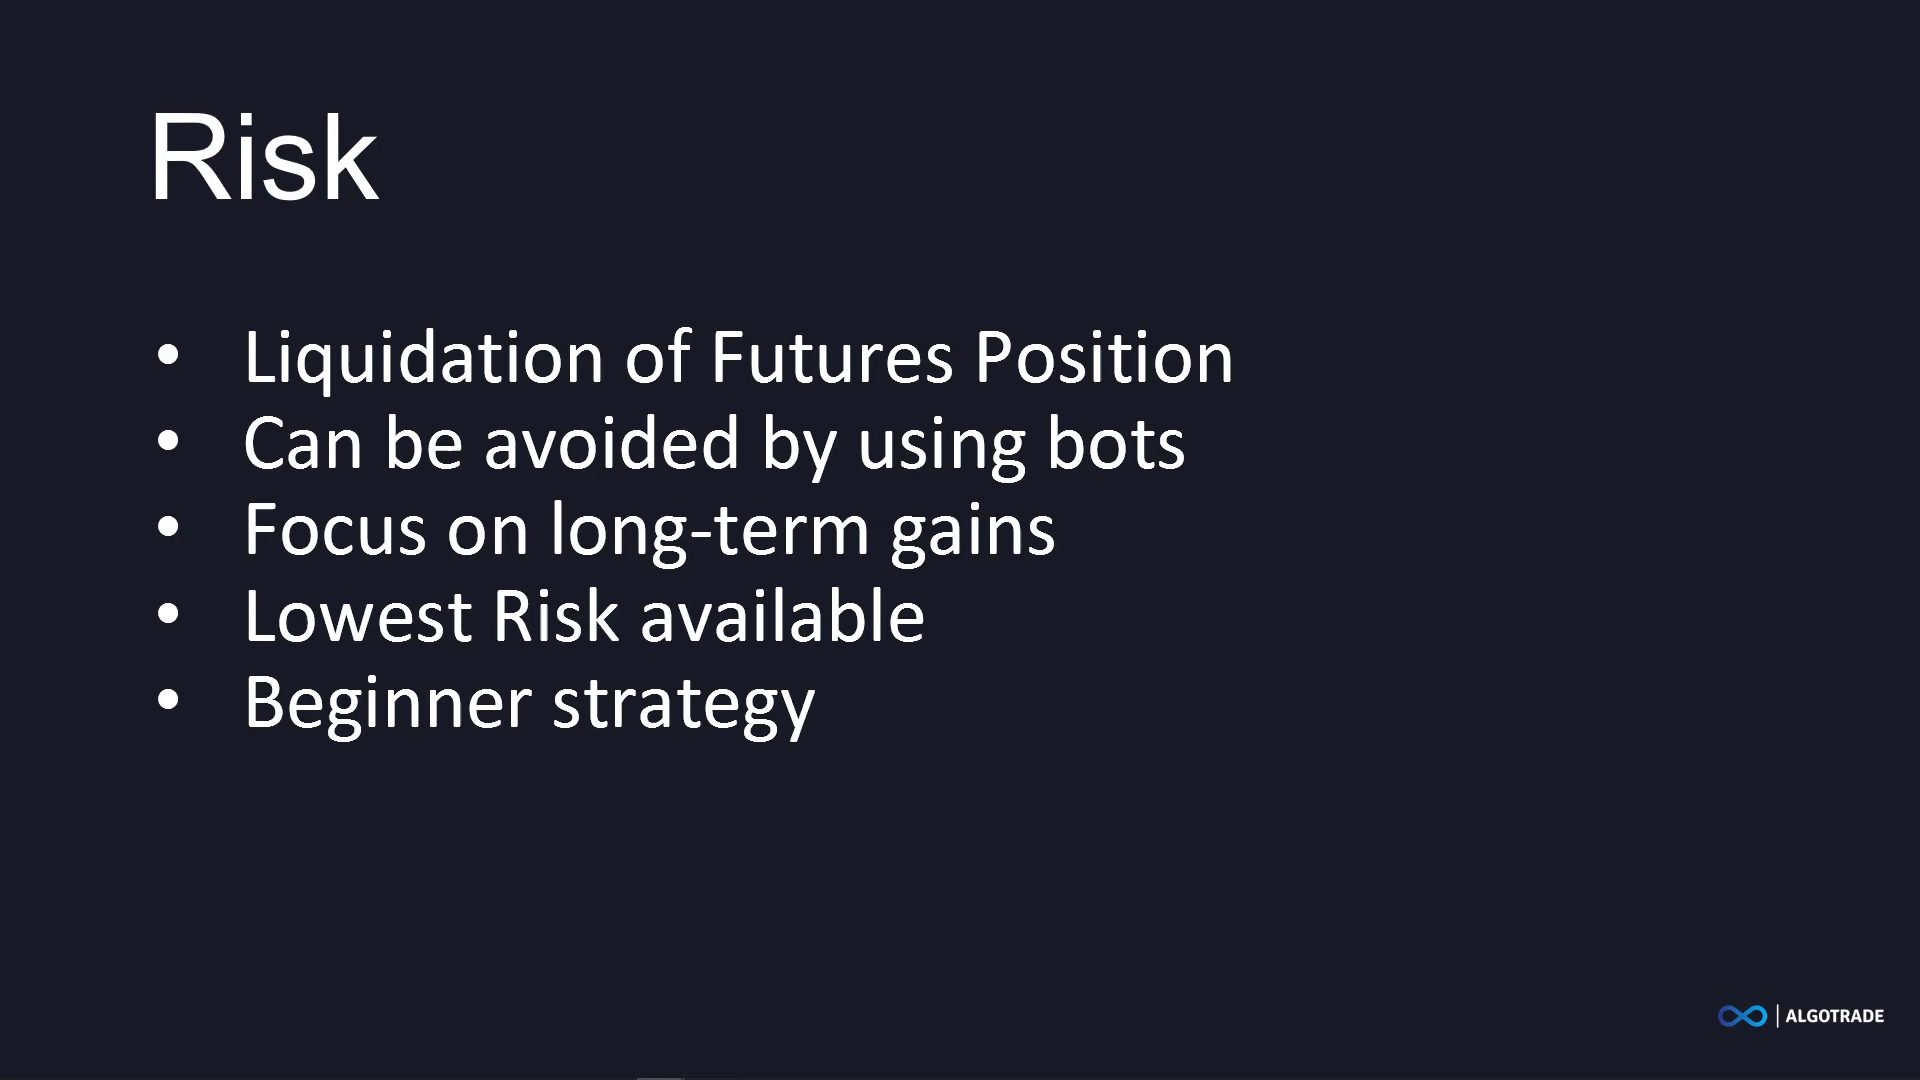 Risk
• Liquidation of Futures Position
• Can be avoided by using bots
• Focus on long-term gains
• Lowest Risk available
• Beginner strategy
ALGOTRADE